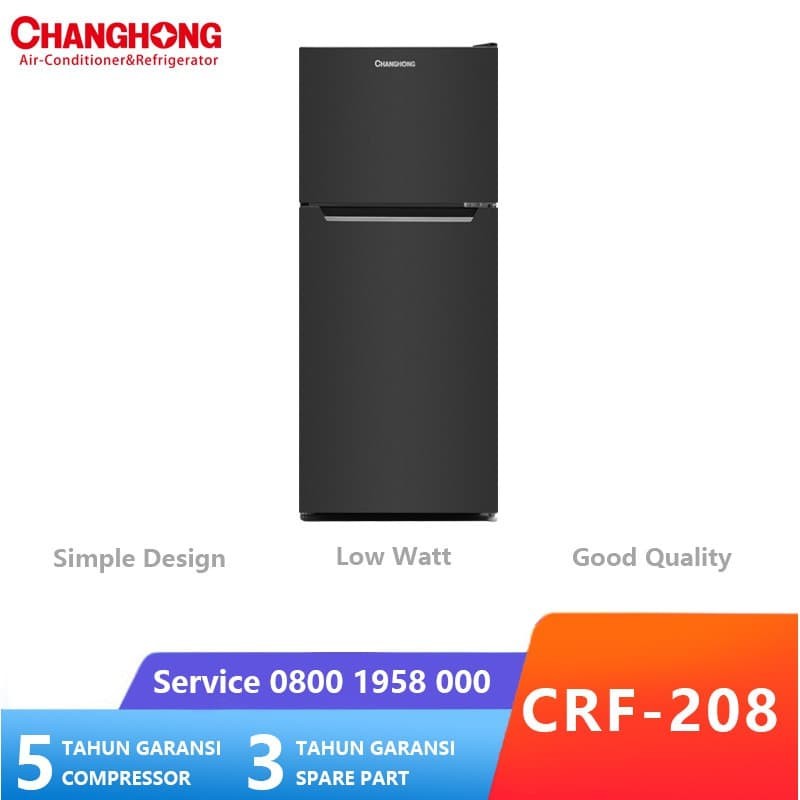 CHANGHONG
Air-Conditioner&Refrigerator
CHANGHONG
Simple Design
Low Watt
Good Quality
Service 0800 1958 000
CRF-208
5 TAHUN GARANSI
COMPRESSOR
3 TAHUN GARANSI
SPARE PART